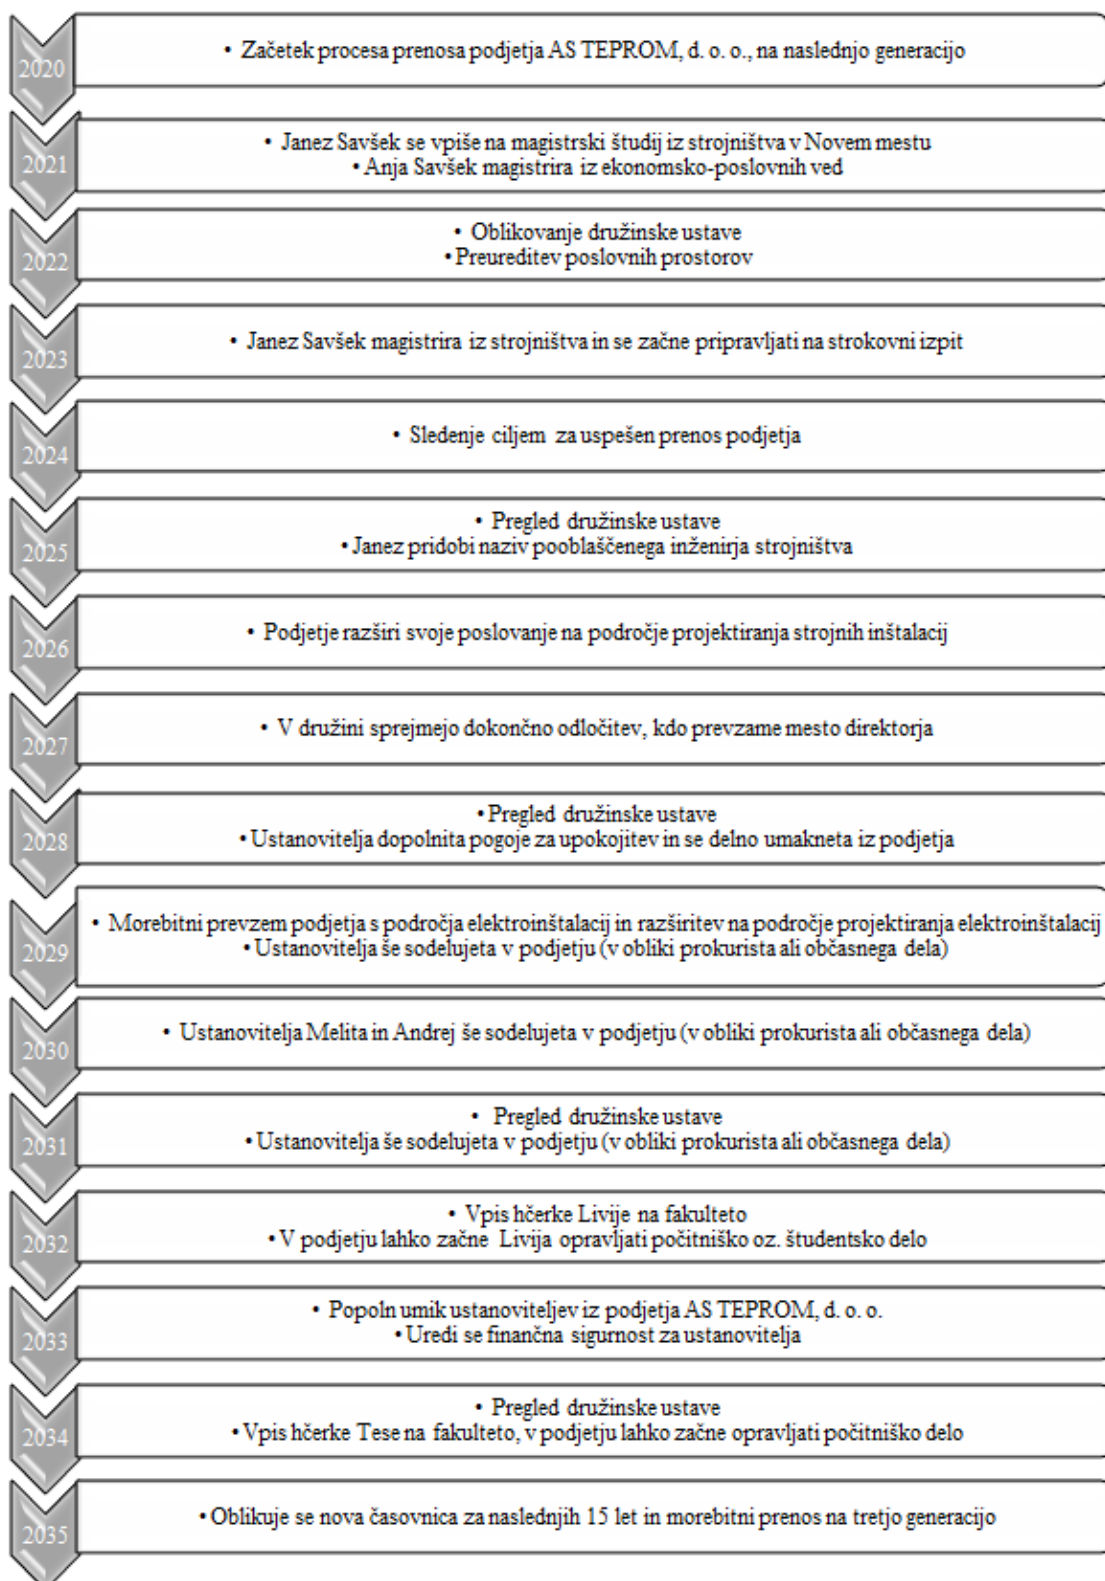 2020
• Začetek procesa prenosa podjetja AS TEPROM, d. o. o., na naslednjo generacijo
2021
• Janez Savšek se vpiše na magistrski študij iz strojništva v Novem mestu
• Anja Savšek magistrira iz ekonomsko-poslovnih ved
2022
• Oblikovanje družinske ustave
• Preureditev poslovnih prostorov
2023
• Janez Savšek magistrira iz strojništva in se začne pripravljati na strokovni izpit
2024
• Sledenje ciljem za uspešen prenos podjetja
2025
• Pregled družinske ustave
• Janez pridobi naziv pooblaščenega inženirja strojništva
2026
• Podjetje razširi svoje poslovanje na področje projektiranja strojnih inštalacij
2027
• V družini sprejmejo dokončno odločitev, kdo prevzame mesto direktorja
2028
• Pregled družinske ustave
• Ustanovitelja dopolnita pogoje za upokojitev in se delno umakneta iz podjetja
2029
• Morebitni prevzem podjetja s področja elektroinštalacij in razširitev na področje projektiranja elektroinštalacij
• Ustanovitelja še sodelujeta v podjetju (v obliki prokurista ali občasnega dela)
2030
• Ustanovitelja Melita in Andrej še sodelujeta v podjetju (v obliki prokurista ali občasnega dela)
2031
• Pregled družinske ustave
• Ustanovitelja še sodelujeta v podjetju (v obliki prokurista ali občasnega dela)
2032
• Vpis hčerke Livije na fakulteto
• V podjetju lahko začne Livija opravljati počitniško oz. študentsko delo
2033
• Popoln umik ustanoviteljev iz podjetja AS TEPROM, d. o. o.
• Uredi se finančna sigurnost za ustanovitelja
2034
• Pregled družinske ustave
• Vpis hčerke Tese na fakulteto, v podjetju lahko začne opravljati počitniško delo
2035
• Oblikuje se nova časovnica za naslednjih 15 let in morebitni prenos na tretjo generacijo